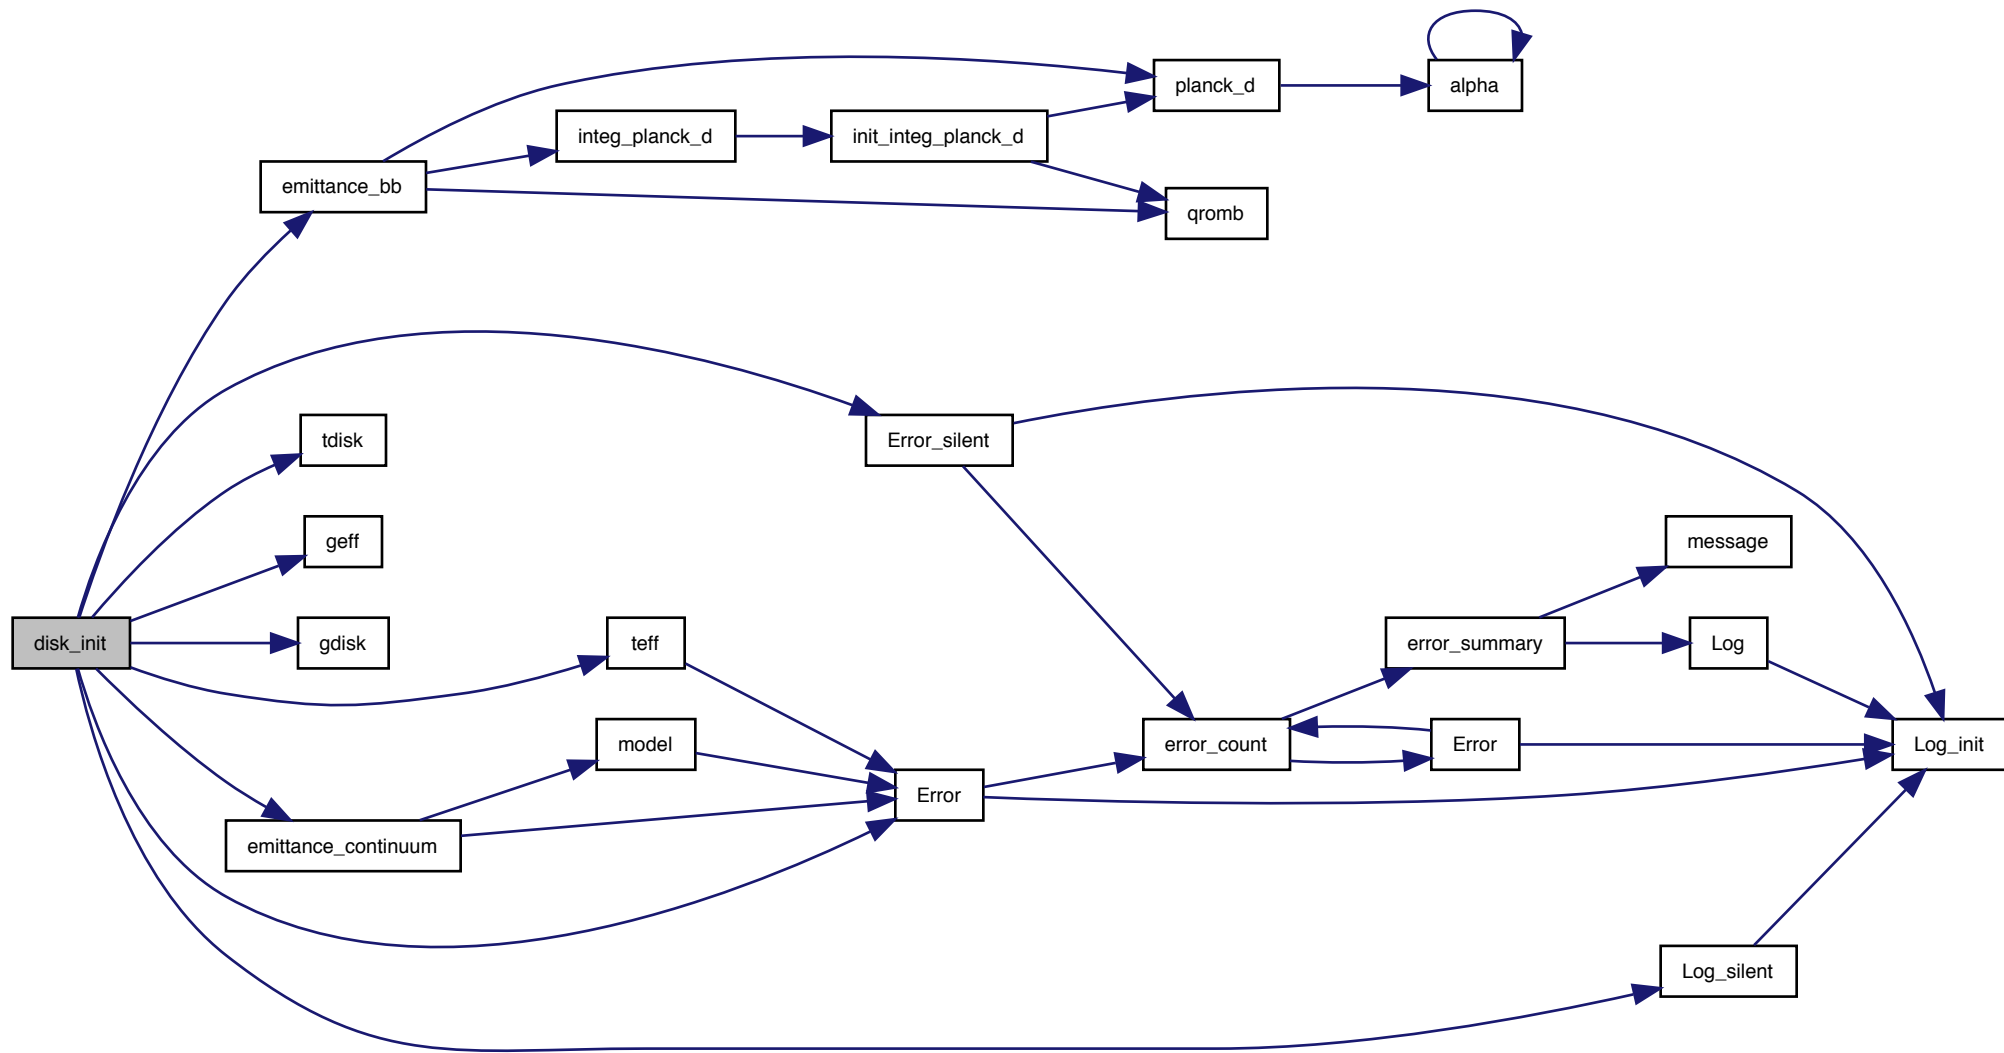 planck_d
alpha
integ_planck_d
init_integ_planck_d
emittance_bb
qromb
tdisk
Error_silent
geff
message
disk_init
gdisk
teff
error_summary
Log
model
error_count
Error
Log_init
Error
emittance_continuum
Log_silent